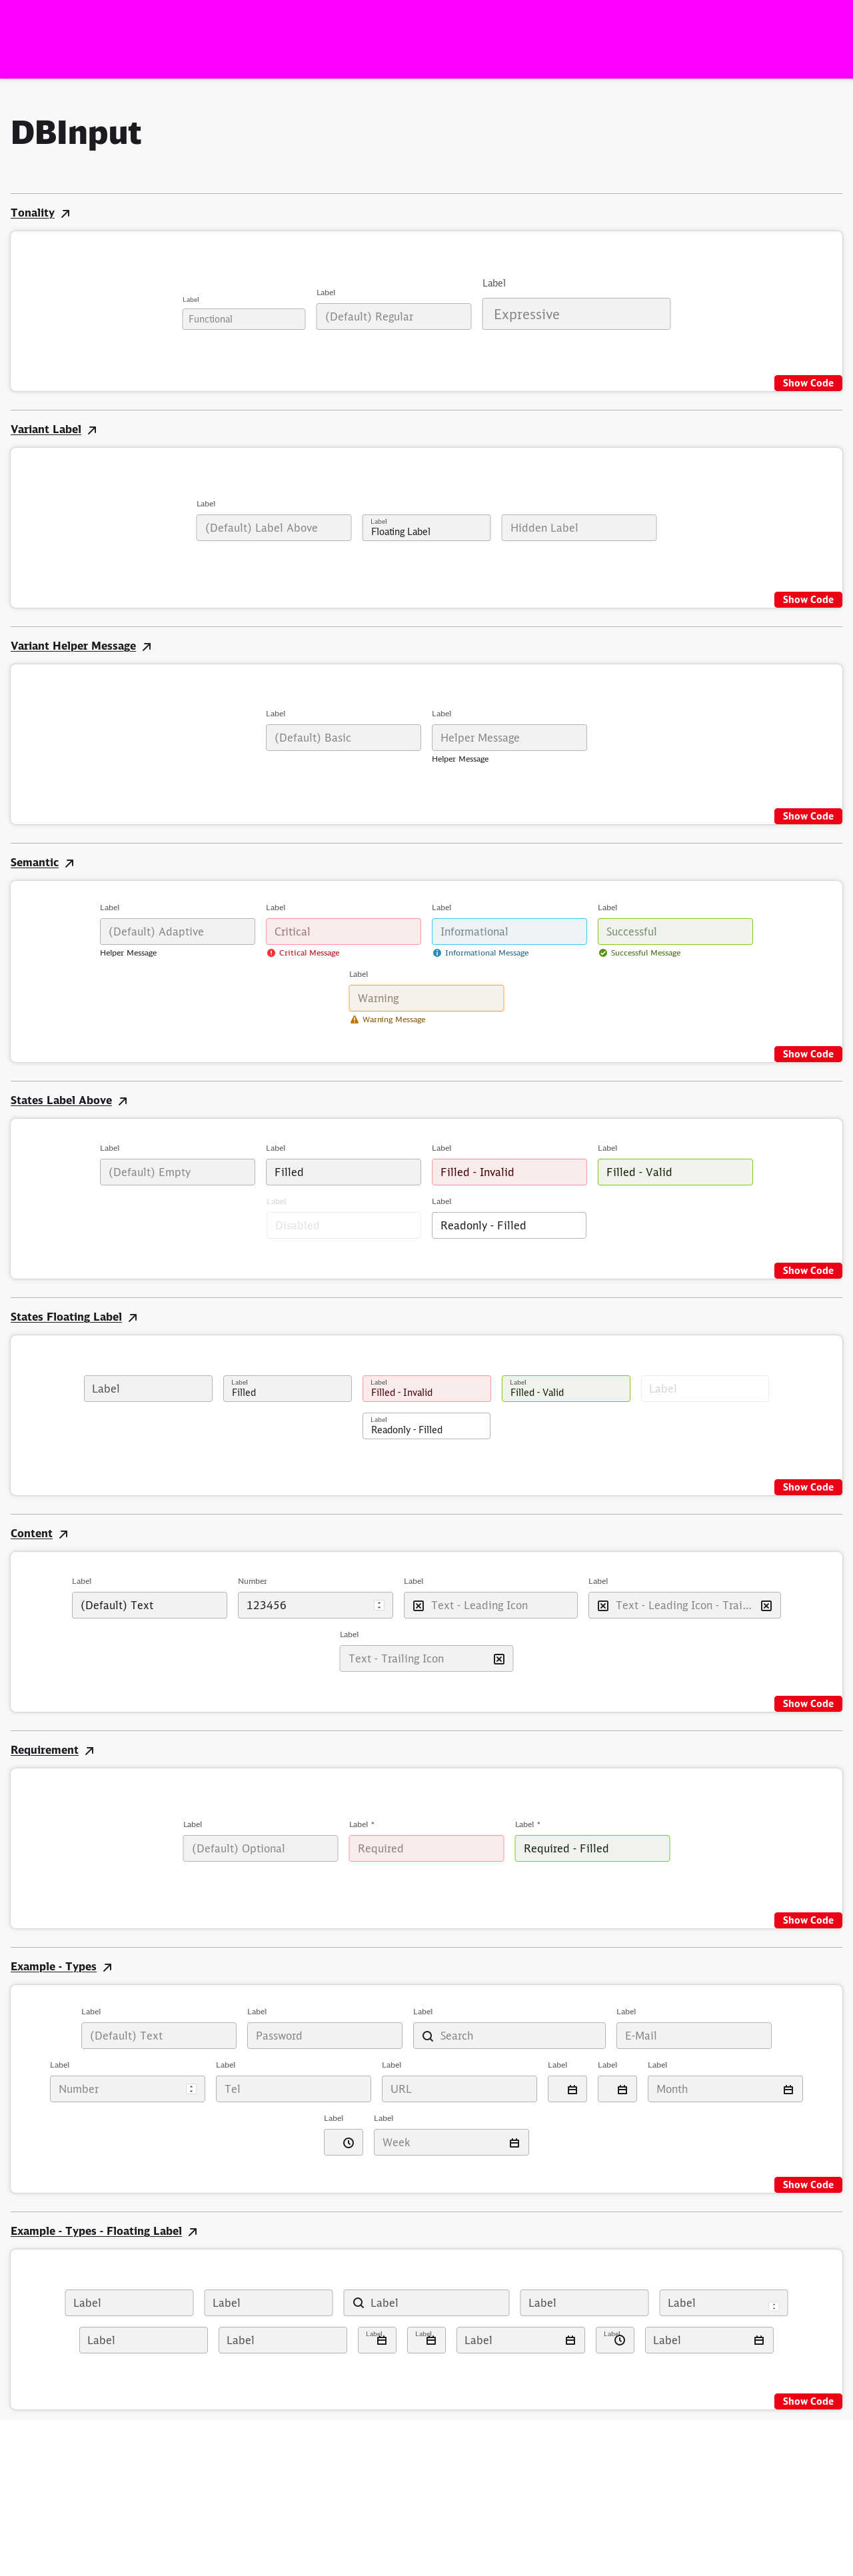 DBInput
Tonality
Label
Label
Label
Functional
(Default) Regular
Expressive
Show Code
Variant Label
Label
(Default) Label Above
Label
Floating Label
Hidden Label
Show Code
Variant Helper Message
Label
Label
(Default) Basic
Helper Message
Helper Message
Show Code
Semantic
Label
Label
Label
Label
(Default) Adaptive
Critical
Informational
Successful
Helper Message
Critical Message
Informational Message
Successful Message
Label
Warning
Warning Message
Show Code
States Label Above
Label
Label
Label
Label
(Default) Empty
Filled
Filled - Invalid
Filled - Valid
Label
Label
Disabled
Readonly - Filled
Show Code
States Floating Label
Label
Label
Filled
Label
Filled - Invalid
Label
Filled - Valid
Label
Label
Readonly - Filled
Show Code
Content
Label
Number
Label
Label
(Default) Text
123456
Text - Leading Icon
Text - Leading Icon - Trai...
Label
Text - Trailing Icon
Show Code
Requirement
Label
Label *
Label *
(Default) Optional
Required
Required - Filled
Show Code
Example - Types
Label
Label
Label
Label
(Default) Text
Password
Search
E-Mail
Label
Label
Label
Label
Label
Label
Number
Tel
URL
Month
Label
Label
Week
Show Code
Example - Types - Floating Label
Label
Label
Label
Label
Label
Label
Label
Label
Label
Label
Label
Label
Show Code